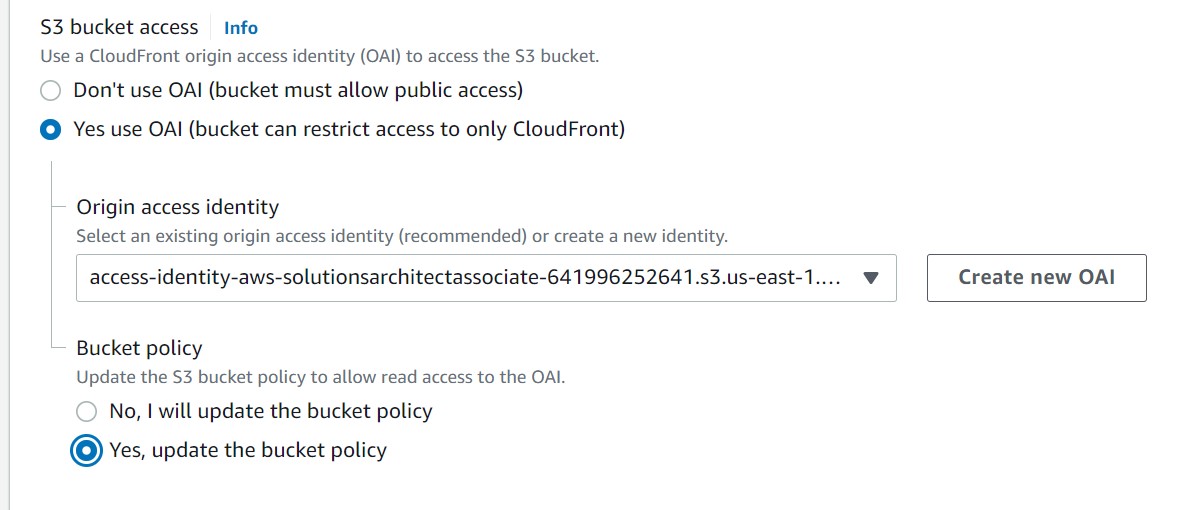 S3 bucket access Info
Use a CloudFront origin access identity (OAI) to access the S3 bucket.
Don't use OAI (bucket must allow public access)
Yes use OAI (bucket can restrict access to only CloudFront)
Origin access identity
Select an existing origin access identity (recommended) or create a new identity.
access-identity-aws-solutionsarchitectassociate-641996252641.s3.us-east-1.... Create new OAI
Bucket policy
Update the S3 bucket policy to allow read access to the OAI.
No, I will update the bucket policy
Yes, update the bucket policy